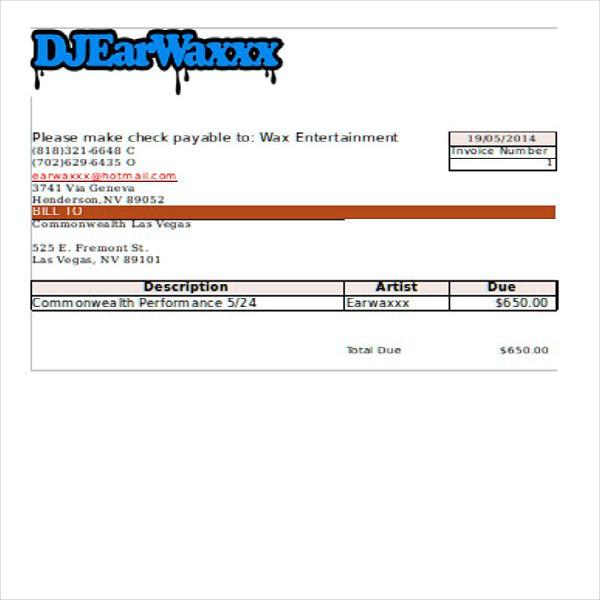 DJEarWaxxx
Please make check payable to: Wax Entertainment
19/05/2014
(818)321-6648 C
Invoice Number
(702)629-6435 O
1
earwaxxx@hotmail.com
3741 Via Geneva
Henderson,NV 89052
BILL TO
Commonwealth Las Vegas
525 E. Fremont St.
Las Vegas, NV 89101
Description Artist Due
Commonwealth Performance 5/24 Earwaxxx $650.00
Total Due $650.00